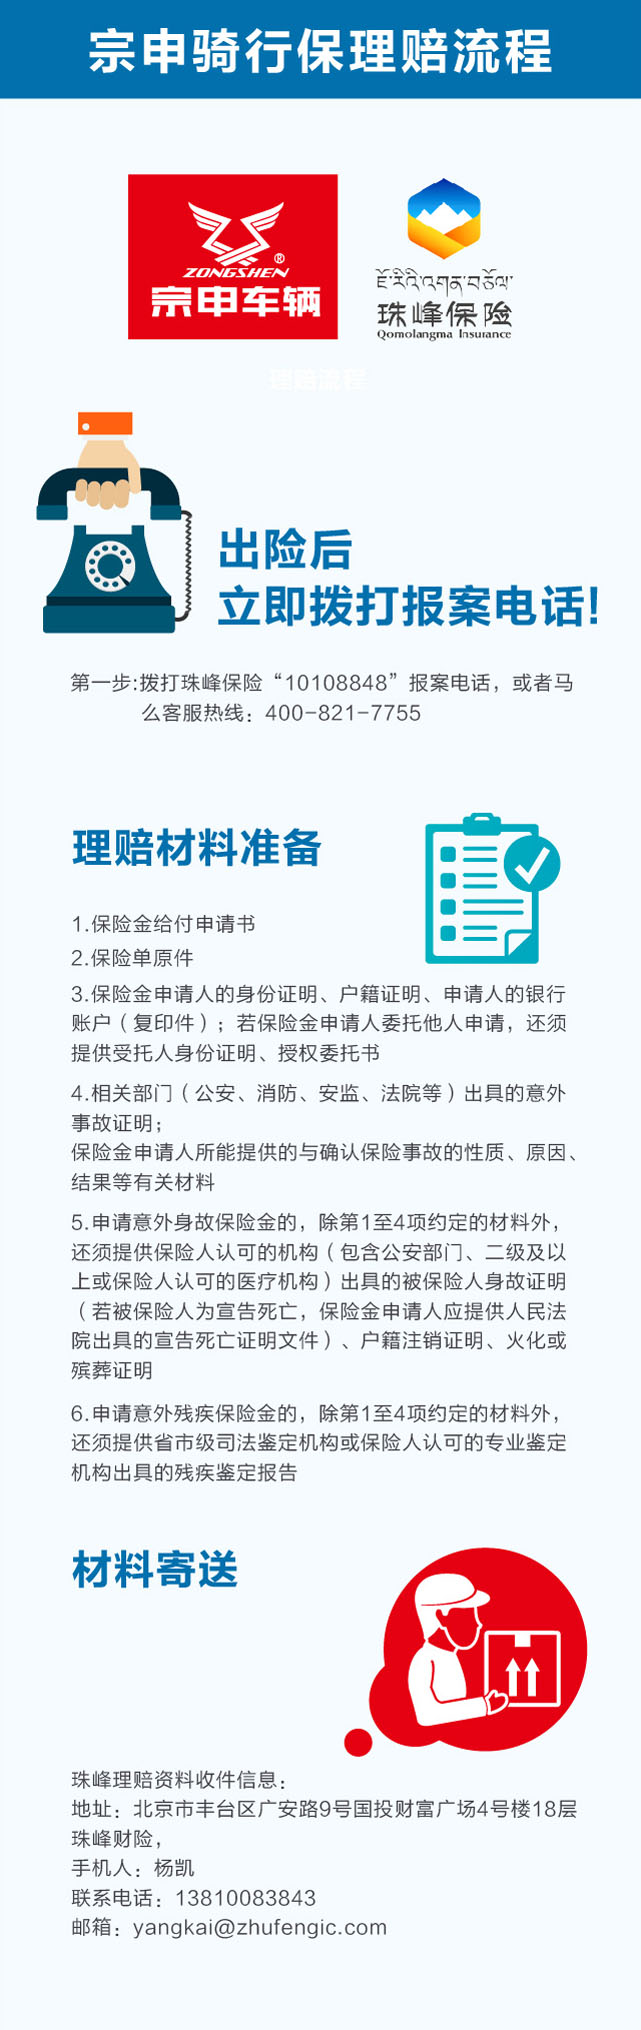 宗申骑行保理赔流程
ZONGSHEN
®
宗申车辆
珠峰保险
Qomolangma Insurance
理赔流程
出险后
立即拨打报案电话!
第一步:拨打珠峰保险“10108848”报案电话，或者马
么客服热线：400-821-7755
理赔材料准备
1.保险金给付申请书
2.保险单原件
3.保险金申请人的身份证明、户籍证明、申请人的银行
账户（复印件）；若保险金申请人委托他人申请，还须
提供受托人身份证明、授权委托书
4.相关部门（公安、消防、安监、法院等）出具的意外
事故证明；
保险金申请人所能提供的与确认保险事故的性质、原因、
结果等有关材料
5.申请意外身故保险金的，除第1至4项约定的材料外，
还须提供保险人认可的机构（包含公安部门、二级及以
上或保险人认可的医疗机构）出具的被保险人身故证明
（若被保险人为宣告死亡，保险金申请人应提供人民法
院出具的宣告死亡证明文件）、户籍注销证明、火化或
殡葬证明
6.申请意外残疾保险金的，除第1至4项约定的材料外，
还须提供省市级司法鉴定机构或保险人认可的专业鉴定
机构出具的残疾鉴定报告
材料寄送
珠峰理赔资料收件信息：
地址：北京市丰台区广安路9号国投财富广场4号楼18层
珠峰财险，
手机人：杨凯
联系电话：13810083843
邮箱：yangkai@zhufengic.com